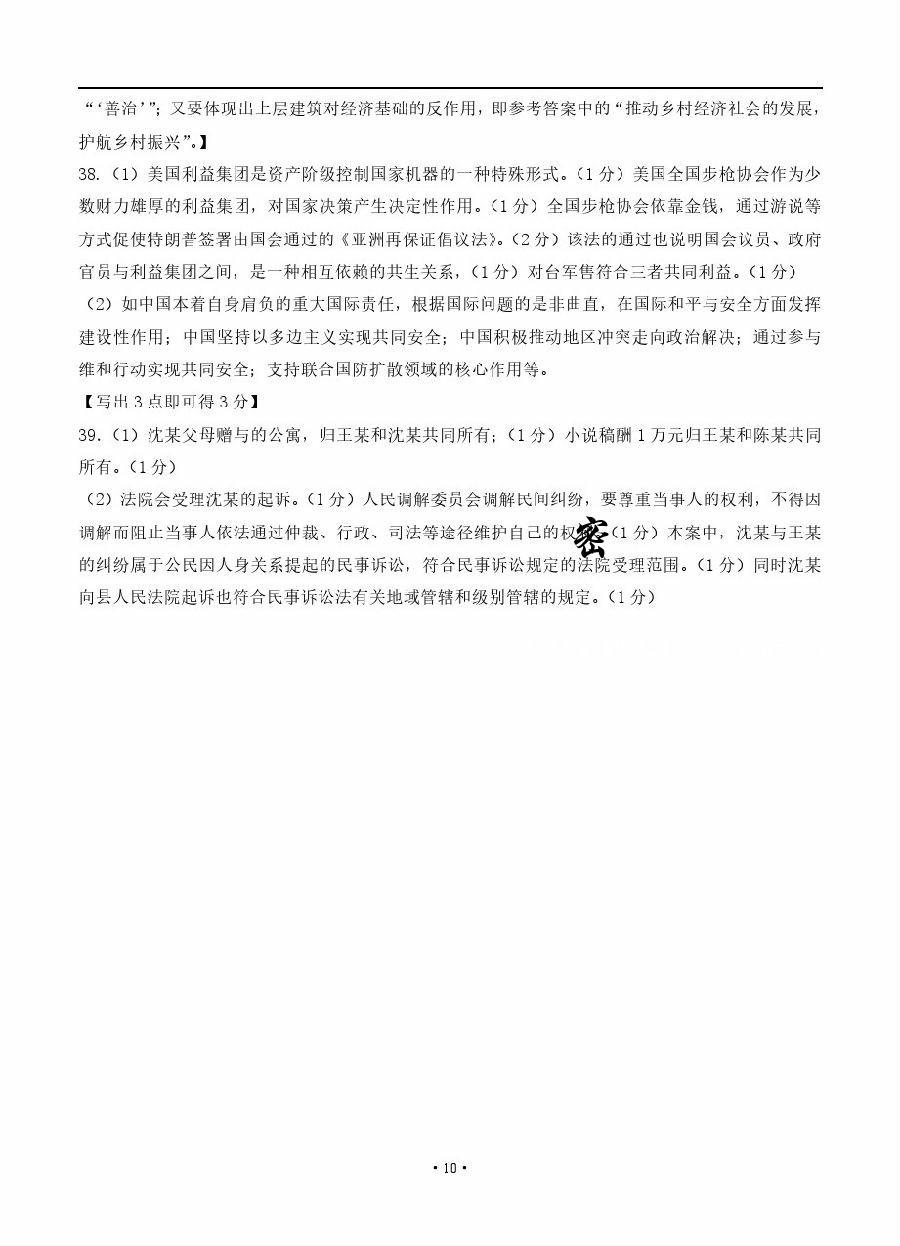 “‘善治’”；又要体现出上层建筑对经济基础的反作用，即参考答案中的“推动乡村经济社会的发展，
护航乡村振兴”。】
38.（1）美国利益集团是资产阶级控制国家机器的一种特殊形式。（1 分）美国全国步枪协会作为少
数财力雄厚的利益集团，对国家决策产生决定性作用。（1 分）全国步枪协会依靠金钱，通过游说等
方式促使特朗普签署由国会通过的《亚洲再保证倡议法》。（2 分）该法的通过也说明国会议员、政府
官员与利益集团之间，是一种相互依赖的共生关系，（1 分）对台军售符合三者共同利益。（1 分）
（2）如中国本着自身肩负的重大国际责任，根据国际问题的是非曲直，在国际和平与安全方面发挥
建设性作用；中国坚持以多边主义实现共同安全；中国积极推动地区冲突走向政治解决；通过参与
维和行动实现共同安全；支持联合国防扩散领域的核心作用等。
【写出 3 点即可得 3 分】
39.（1）沈某父母赠与的公寓，归王某和沈某共同所有；（1 分）小说稿酬 1 万元归王某和陈某共同
所有。（1 分）
（2）法院会受理沈某的起诉。（1 分）人民调解委员会调解民间纠纷，要尊重当事人的权利，不得因
调解而阻止当事人依法通过仲裁、行政、司法等途径维护自己的权密（1 分）本案中，沈某与王某
的纠纷属于公民因人身关系提起的民事诉讼，符合民事诉讼规定的法院受理范围。（1 分）同时沈某
向县人民法院起诉也符合民事诉讼法有关地域管辖和级别管辖的规定。（1 分）
·10·